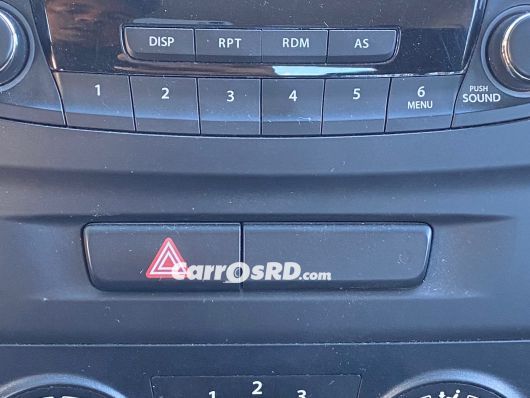 DISP RPT RDM AS
1 2 3 4 5 6
MENU
PUSH
SOUND
CarrOsRD.com
1 2 3